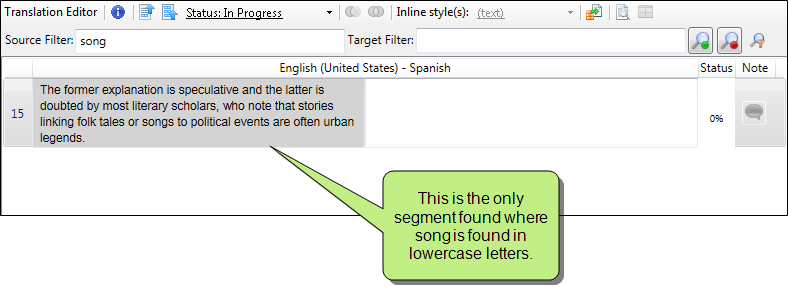 Translation Editor Status: In Progress Inline style(s): (text)
Source Filter: song Target Filter:
English (United States) - Spanish Status Note
15
The former explanation is speculative and the latter is
doubted by most literary scholars, who note that stories
linking folk tales or songs to political events are often urban
legends.
0%
This is the only
segment found where
song is found in
lowercase letters.